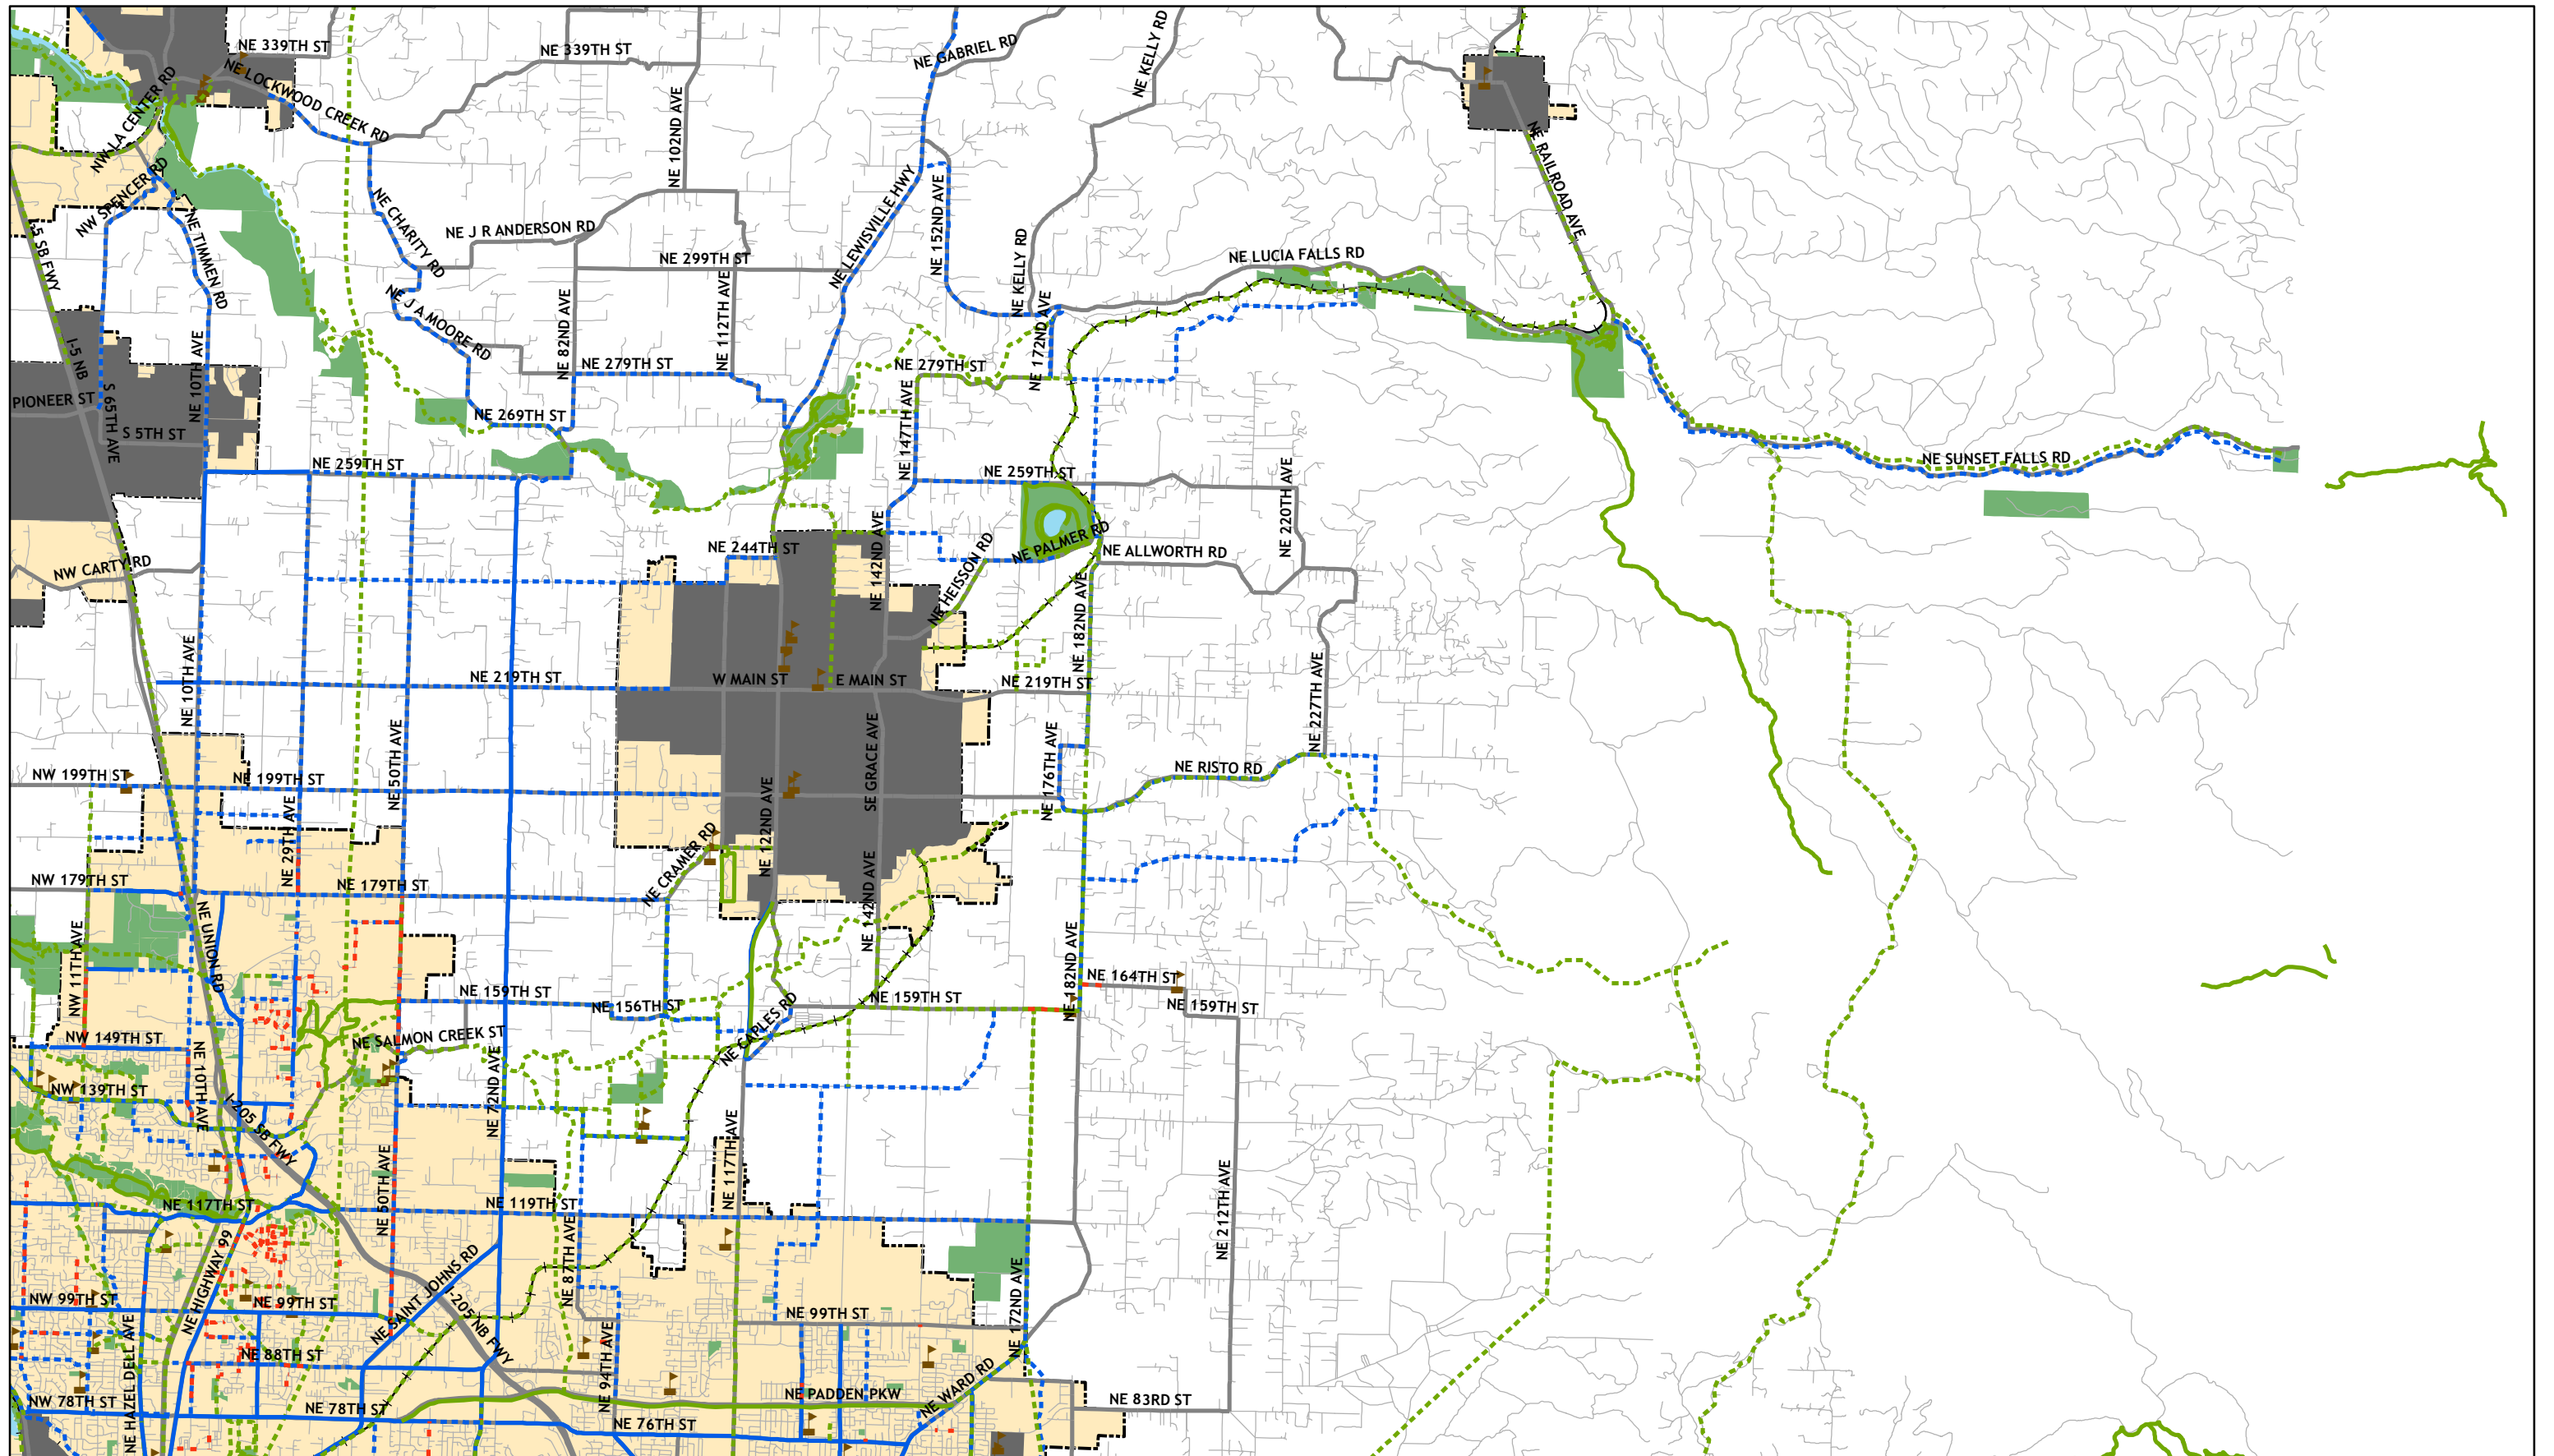 NE 339TH ST
NE 339TH ST
NE GABRIEL RD
NE KELLY RD
NE LOCKWOOD CREEK RD
NW LA CENTER RD
NE 102ND AVE
NE RAILROAD AVE
NW SPENCER RD
NE CHARITY RD
NE J R ANDERSON RD
NE LEWISVILLE HWY
NE 152ND AVE
NE TIMMEN RD
I-5 SB FWY
NE 299TH ST
NE KELLY RD
NE LUCIA FALLS RD
NE J A MOORE RD
NE 82ND AVE
NE 112TH AVE
NE 172ND AVE
I-5 NB
NE 10TH AVE
NE 279TH ST
NE 279TH ST
PIONEER ST
S 65TH AVE
NE 269TH ST
NE 147TH AVE
S 5TH ST
NE 259TH ST
NE 259TH ST
NE 220TH AVE
NE SUNSET FALLS RD
NE 142ND AVE
NE PALMER RD
NE 244TH ST
NE ALLWORTH RD
NW CARTY RD
NE HEISSON RD
NE 182ND AVE
NE 10TH AVE
NE 219TH ST
W MAIN ST
E MAIN ST
NE 219TH ST
NE 227TH AVE
NE 50TH AVE
SE GRACE AVE
NE 176TH AVE
NW 199TH ST
NE 199TH ST
NE RISTO RD
NE 29TH AVE
NE 122ND AVE
NE CRAMER RD
NW 179TH ST
NE 179TH ST
NE 142ND AVE
NE UNION RD
NW 11TH AVE
NE 182ND AVE
NE 164TH ST
NE 159TH ST
NE 156TH ST
NE 159TH ST
NE 159TH ST
NW 149TH ST
NE SALMON CREEK ST
NE CAPLES RD
NE 10TH AVE
NE 72ND AVE
NW 139TH ST
I-205 SB FWY
NE 117TH AVE
NE 50TH AVE
NE 212TH AVE
NE 117TH ST
NE 119TH ST
NE 87TH AVE
NE HIGHWAY 99
NE SAINT JOHNS RD
I-205 NB FWY
NE 172ND AVE
NW 99TH ST
NE 99TH ST
NE 99TH ST
NE HAZEL DELL AVE
NE 94TH AVE
NE 88TH ST
NE WARD RD
NE PADDEN PKW
NE 83RD ST
NW 78TH ST
NE 78TH ST
NE 76TH ST